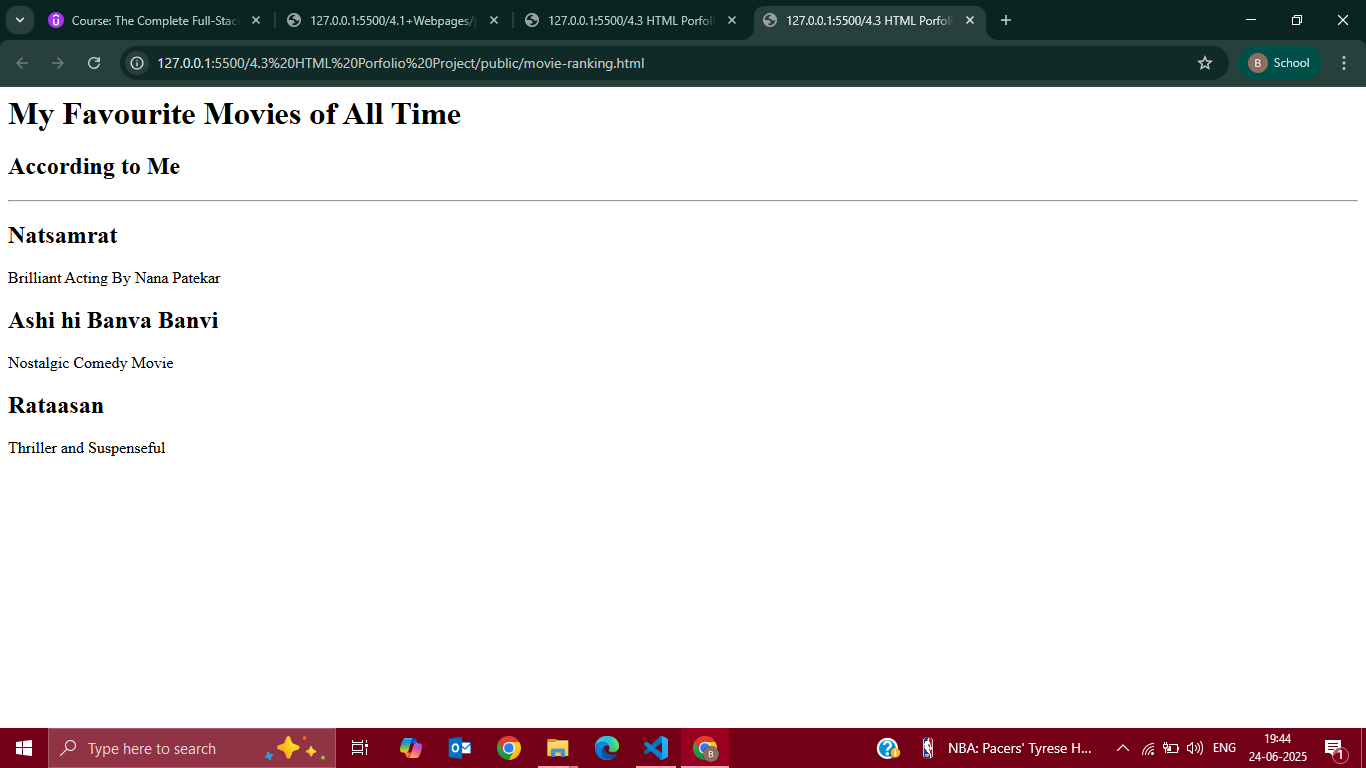 Course: The Complete Full-Stac
127.0.0.1:5500/4.1+Webpages/
127.0.0.1:5500/4.3 HTML Porfoli
127.0.0.1:5500/4.3 HTML Porfoli
127.0.0.1:5500/4.3%20HTML%20Porfolio%20Project/public/movie-ranking.html
B School
My Favourite Movies of All Time
According to Me
Natsamrat
Brilliant Acting By Nana Patekar
Ashi hi Banva Banvi
Nostalgic Comedy Movie
Rataasan
Thriller and Suspenseful
Type here to search
NBA: Pacers' Tyrese H...
ENG
19:44
24-06-2025
1